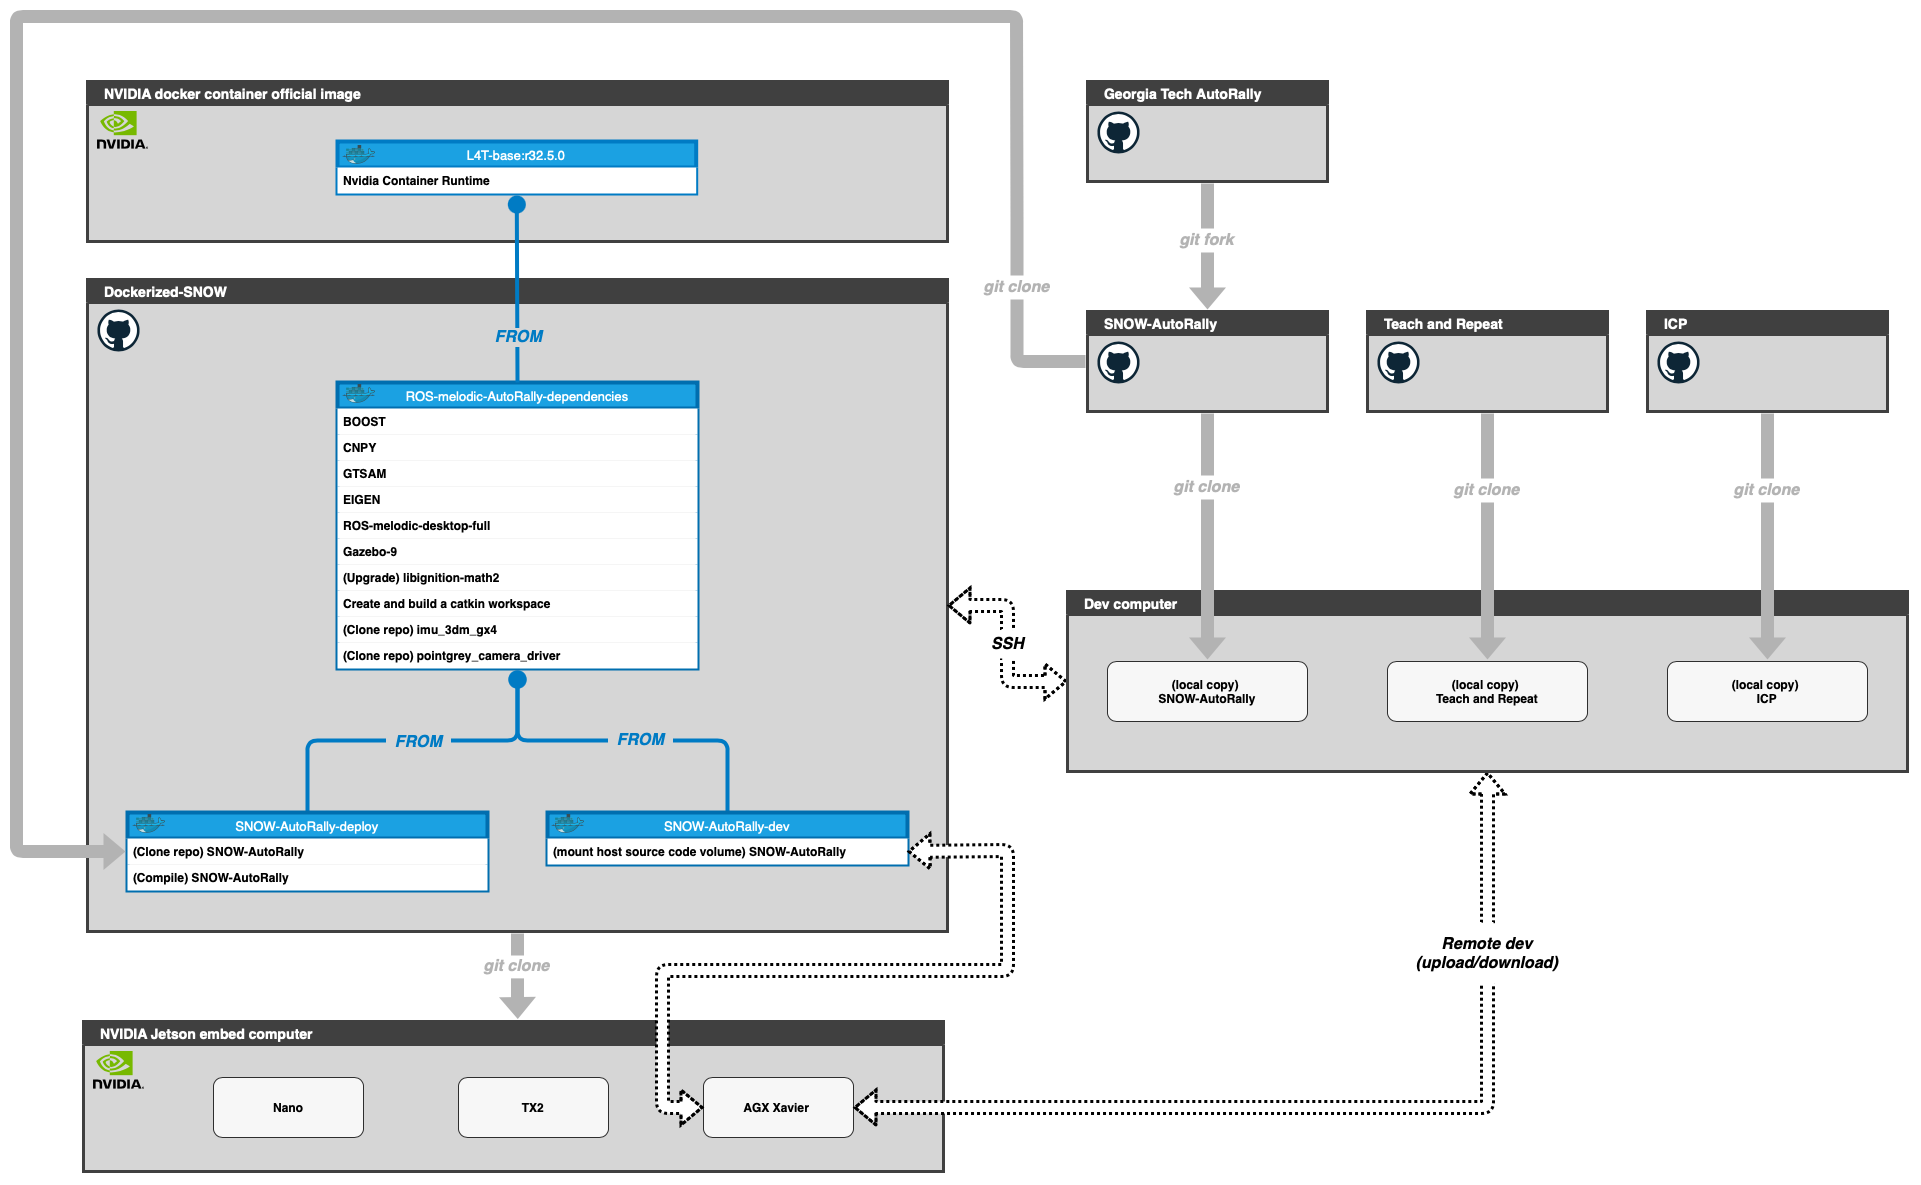 NVIDIA docker container official image
NVIDIA.
L4T-base:r32.5.0
Nvidia Container Runtime
Georgia Tech AutoRally
git fork
git clone
Dockerized-SNOW
FROM
SNOW-AutoRally
Teach and Repeat
ICP
ROS-melodic-AutoRally-dependencies
BOOST
CNPY
GTSAM
EIGEN
ROS-melodic-desktop-full
Gazebo-9
(Upgrade) libignition-math2
Create and build a catkin workspace
(Clone repo) imu_3dm_gx4
(Clone repo) pointgrey_camera_driver
git clone
git clone
git clone
SSH
Dev computer
(local copy)
SNOW-AutoRally
(local copy)
Teach and Repeat
(local copy)
ICP
FROM
FROM
SNOW-AutoRally-deploy
(Clone repo) SNOW-AutoRally
(Compile) SNOW-AutoRally
SNOW-AutoRally-dev
(mount host source code volume) SNOW-AutoRally
git clone
Remote dev
(upload/download)
NVIDIA Jetson embed computer
NVIDIA.
Nano
TX2
AGX Xavier